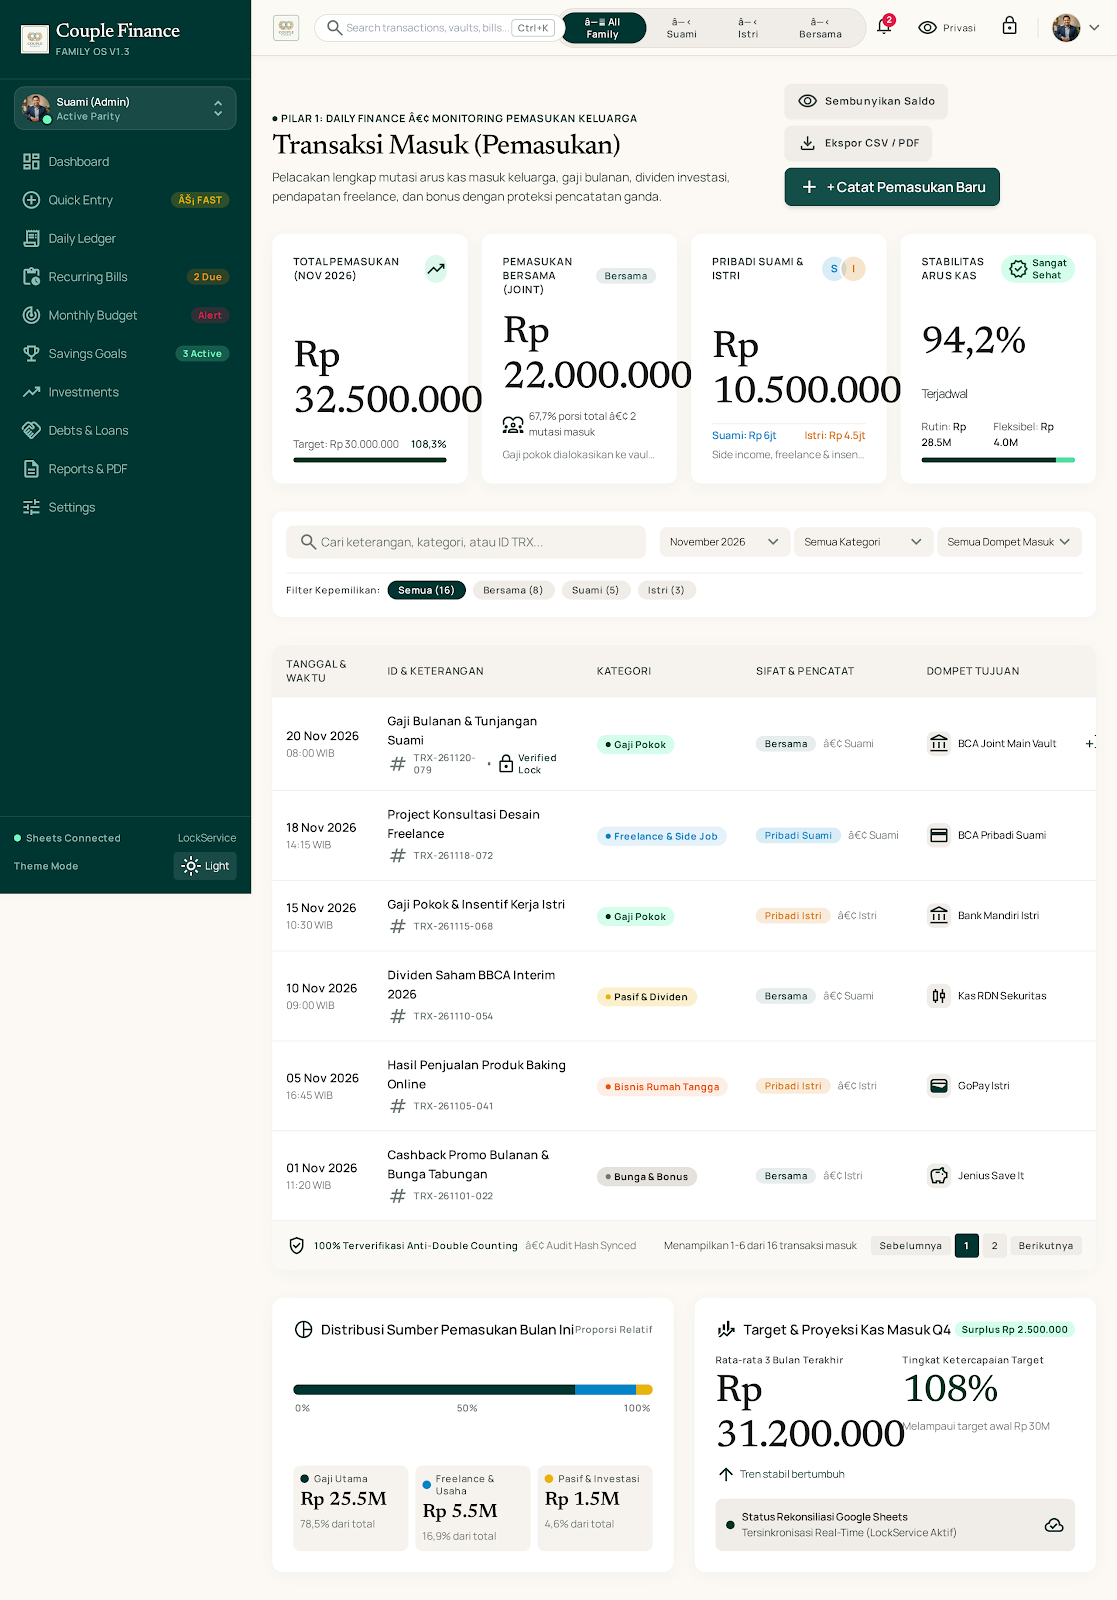 Couple Finance
FAMILY OS V1.3
Suami (Admin)
Active Parity
Dashboard
Quick Entry
ÂŠ¡ FAST
Daily Ledger
Recurring Bills
2 Due
Monthly Budget
Alert
Savings Goals
3 Active
Investments
Debts & Loans
Reports & PDF
Settings
Sheets Connected
LockService
Theme Mode
Light
Search transactions, vaults, bills...
Ctrl+K
All
Family
â—‹
Suami
â—‹
Istri
â—‹
Bersama
2
Privasi
• PILAR 1: DAILY FINANCE Â€¢ MONITORING PEMASUKAN KELUARGA
Transaksi Masuk (Pemasukan)
Pelacakan lengkap mutasi arus kas masuk keluarga, gaji bulanan, dividen investasi,
pendapatan freelance, dan bonus dengan proteksi pencatatan ganda.
Sembunyikan Saldo
Ekspor CSV / PDF
+ Catat Pemasukan Baru
TOTAL PEMASUKAN
(NOV 2026)
Rp
32.500.000
Target: Rp 30.000.000
108,3%
PEMASUKAN
BERSAMA
(JOINT)
Bersama
Rp
22.000.000
67,7% porsi total â€¢ 2
mutasi masuk
Gaji pokok dialokasikan ke vaul...
PRIBADI SUAMI &
ISTRI
S
I
Rp
10.500.000
Suami: Rp 6jt
Istri: Rp 4.5jt
Side income, freelance & insen...
STABILITAS
ARUS KAS
Sangat
Sehat
94,2%
Terjadwal
Rutin: Rp
28.5M
Fleksibel: Rp
4.0M
Cari keterangan, kategori, atau ID TRX...
November 2026
Semua Kategori
Semua Dompet Masuk
Filter Kepemilikan:
Semua (16)
Bersama (8)
Suami (5)
Istri (3)
TANGGAL &
WAKTU
ID & KETERANGAN
KATEGORI
SIFAT & PENCATAT
DOMPET TUJUAN
20 Nov 2026
08:00 WIB
Gaji Bulanan & Tunjangan
Suami
# TRX-261120-
079
•
Verified
Lock
• Gaji Pokok
Bersama
â€¢ Suami
BCA Joint Main Vault
18 Nov 2026
14:15 WIB
Project Konsultasi Desain
Freelance
# TRX-261118-072
• Freelance & Side Job
Pribadi Suami
â€¢ Suami
BCA Pribadi Suami
15 Nov 2026
10:30 WIB
Gaji Pokok & Insentif Kerja Istri
# TRX-261115-068
• Gaji Pokok
Pribadi Istri
â€¢ Istri
Bank Mandiri Istri
10 Nov 2026
09:00 WIB
Dividen Saham BBCA Interim
2026
# TRX-261110-054
• Pasif & Dividen
Bersama
â€¢ Suami
Kas RDN Sekuritas
05 Nov 2026
16:45 WIB
Hasil Penjualan Produk Baking
Online
# TRX-261105-041
• Bisnis Rumah Tangga
Pribadi Istri
â€¢ Istri
GoPay Istri
01 Nov 2026
11:20 WIB
Cashback Promo Bulanan &
Bunga Tabungan
# TRX-261101-022
• Bunga & Bonus
Bersama
â€¢ Istri
Jenius Save It
100% Terverifikasi Anti-Double Counting
â€¢ Audit Hash Synced
Menampilkan 1-6 dari 16 transaksi masuk
Sebelumnya
1
2
Berikutnya
Distribusi Sumber Pemasukan Bulan Ini
Proporsi Relatif
0%
50%
100%
Gaji Utama
Rp 25.5M
78,5% dari total
Freelance &
Usaha
Rp 5.5M
16,9% dari total
Pasif & Investasi
Rp 1.5M
4,6% dari total
Target & Proyeksi Kas Masuk Q4
Surplus Rp 2.500.000
Rata-rata 3 Bulan Terakhir
Rp
31.200.000
Tren stabil bertumbuh
Tingkat Ketercapaian Target
108%
Melampaui target awal Rp 30M
Status Rekonsiliasi Google Sheets
Tersinkronisasi Real-Time (LockService Aktif)